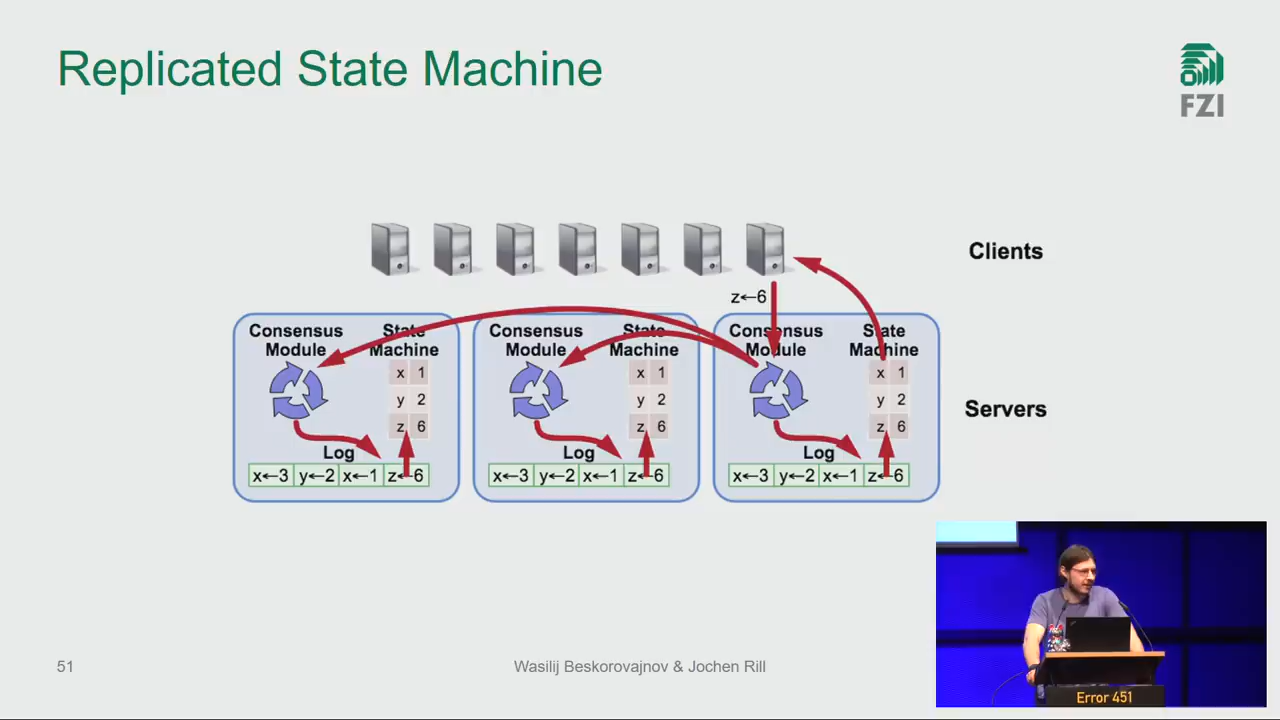 Replicated State Machine
FZI
Clients
z←6
Consensus Module
State Machine
x 1
y 2
z 6
Log
x←3 y←2 x←1 z←6
Consensus Module
State Machine
x 1
y 2
z 6
Log
x←3 y←2 x←1 z←6
Consensus Module
State Machine
x 1
y 2
z 6
Log
x←3 y←2 x←1 z←6
Servers
51
Wasilij Beskorovajnov & Jochen Rill
Error 451